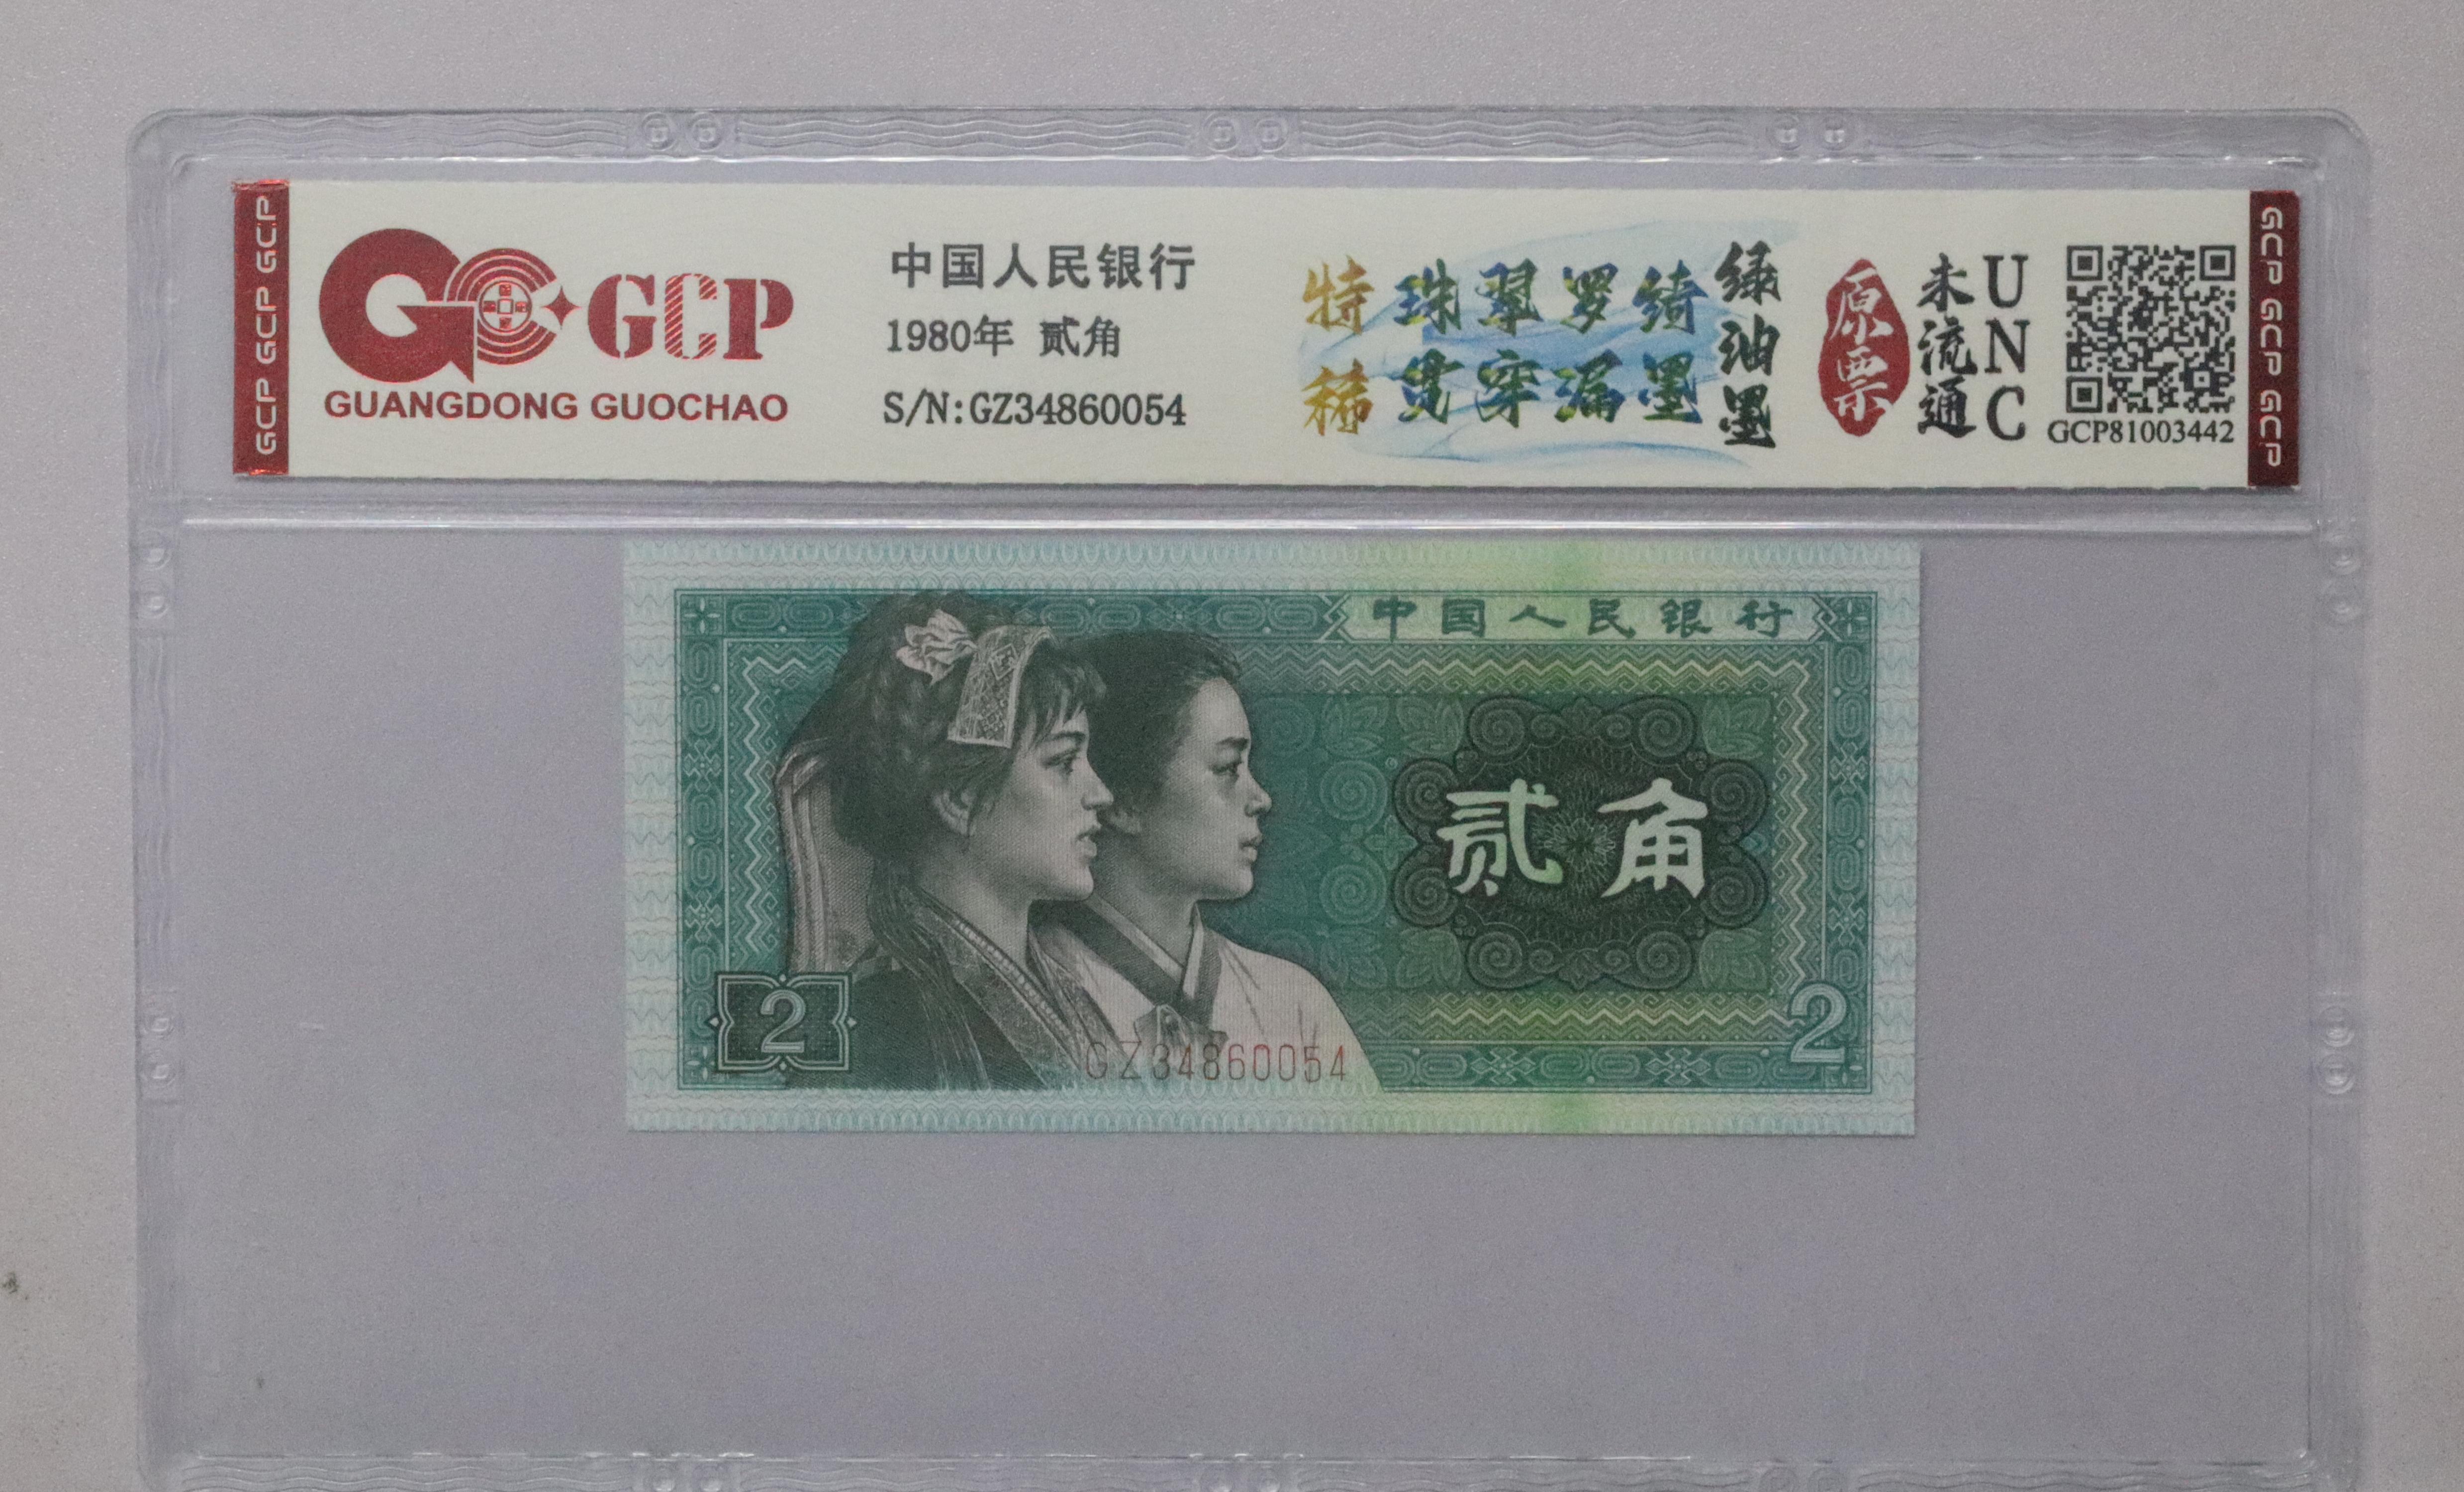 GCP GCP GCP
GCP
GUANGDONG GUOCHAO
中国人民银行
1980年 贰角
S/N:GZ34860054
特稀
珠翠罗绮
贯穿漏墨
绿油墨
原票
未流通
UNC
GCP81003442
GCP GCP GCP
中国人民银行
贰角
2
2
GZ34860054